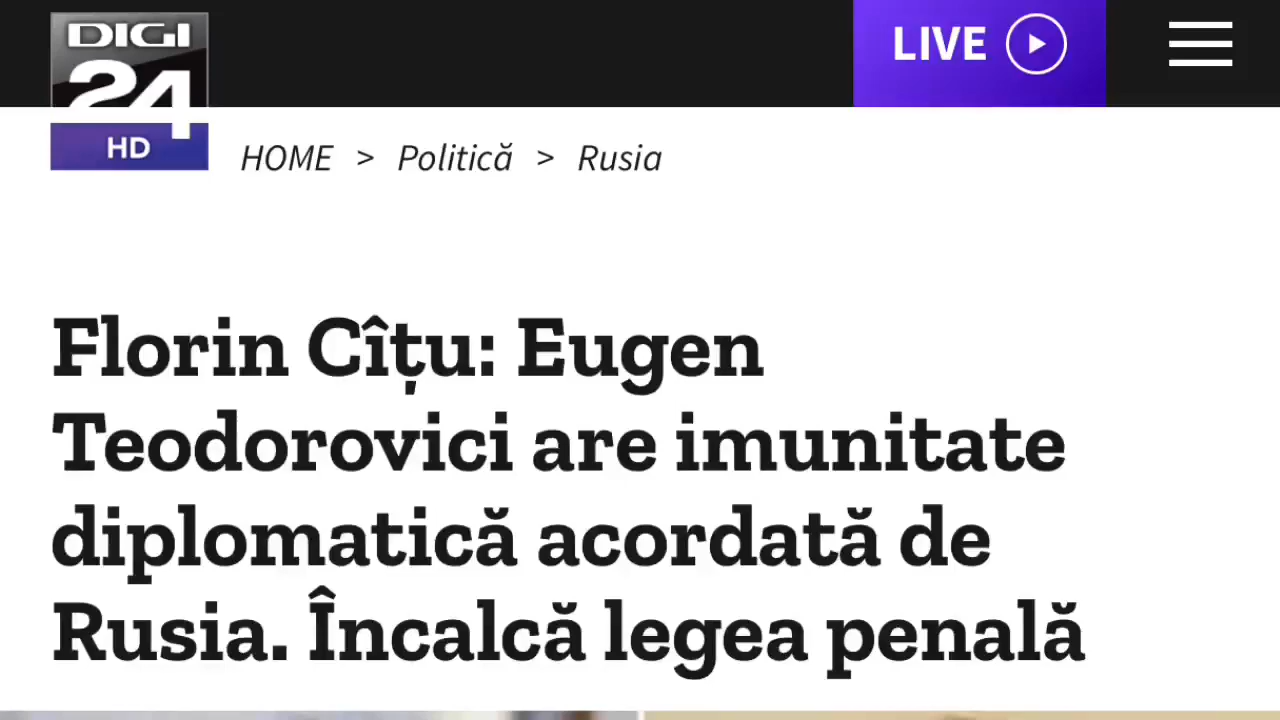 DIGI
24
HD
LIVE
HOME > Politică > Rusia
Florin Cîțu: Eugen
Teodorovici are imunitate
diplomatică acordată de
Rusia. Încalcă legea penală